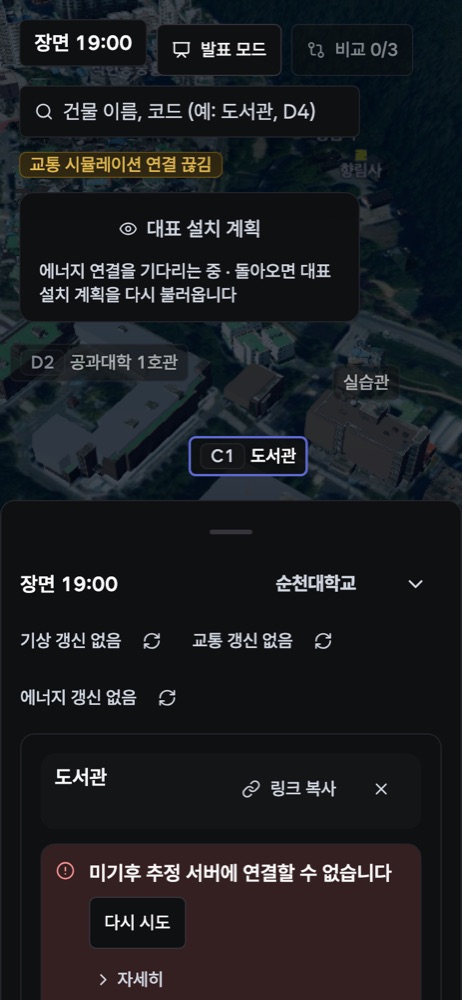 장면 19:00
발표 모드
비교 0/3
건물 이름, 코드 (예: 도서관, D4)
교통 시뮬레이션 연결 끊김
향림사
대표 설치 계획
에너지 연결을 기다리는 중 · 돌아오면 대표
설치 계획을 다시 불러옵니다
D2 공과대학 1호관
실습관
C1 도서관
장면 19:00
순천대학교
기상 갱신 없음
교통 갱신 없음
에너지 갱신 없음
도서관
링크 복사
미기후 추정 서버에 연결할 수 없습니다
다시 시도
자세히